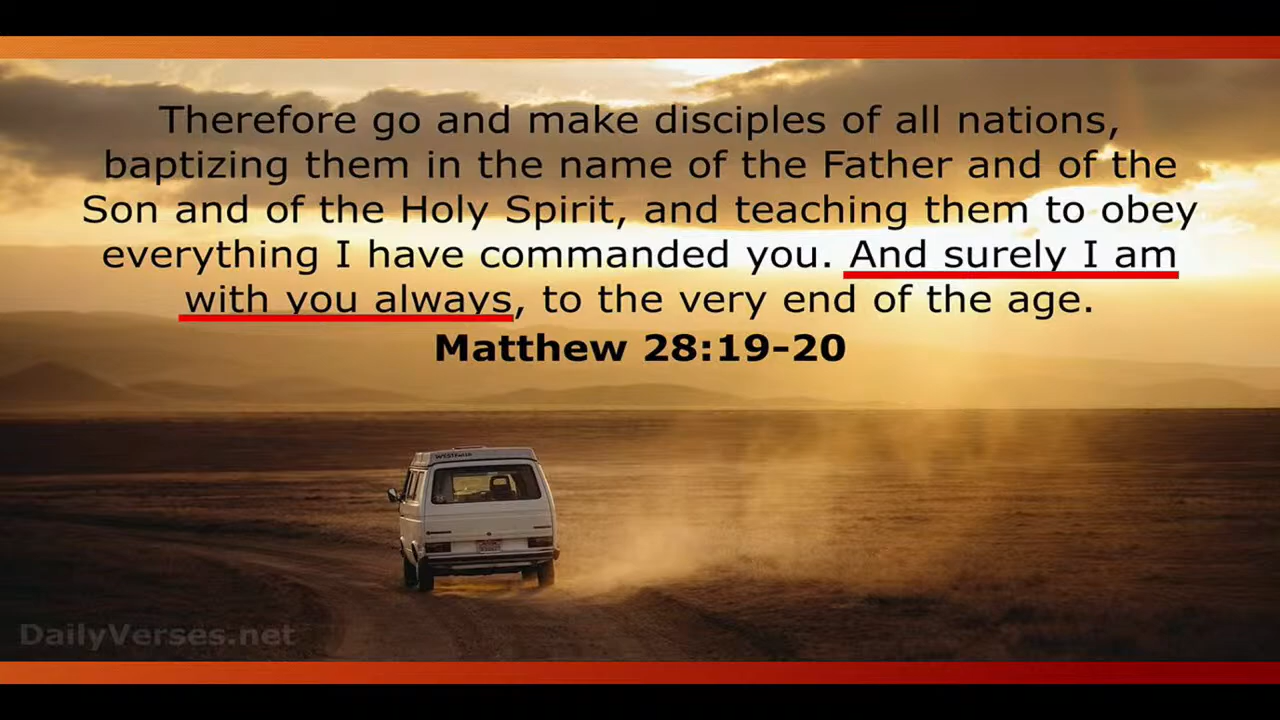 Therefore go and make disciples of all nations,
baptizing them in the name of the Father and of the
Son and of the Holy Spirit, and teaching them to obey
everything I have commanded you. And surely I am
with you always, to the very end of the age.
Matthew 28:19-20
DailyVerses.net